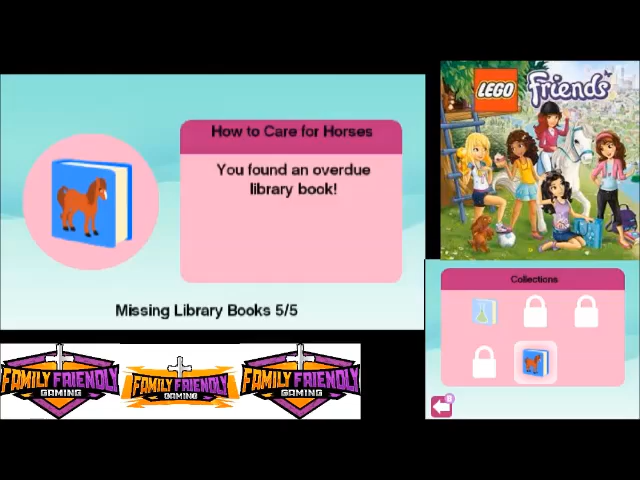 How to Care for Horses
You found an overdue
library book!
Missing Library Books 5/5
LEGO Friends
Collections
FAMILY FRIENDLY
GAMING
FAMILY FRIENDLY
GAMING
FAMILY FRIENDLY
GAMING